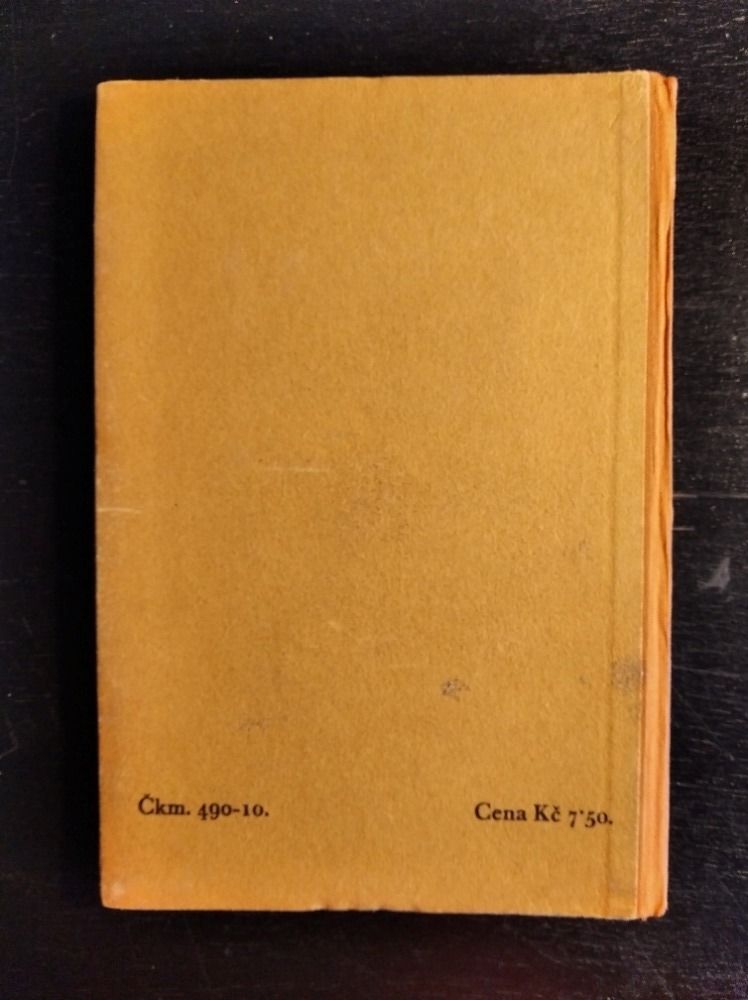 Čkm. 490-10.
Cena Kč 7·50.